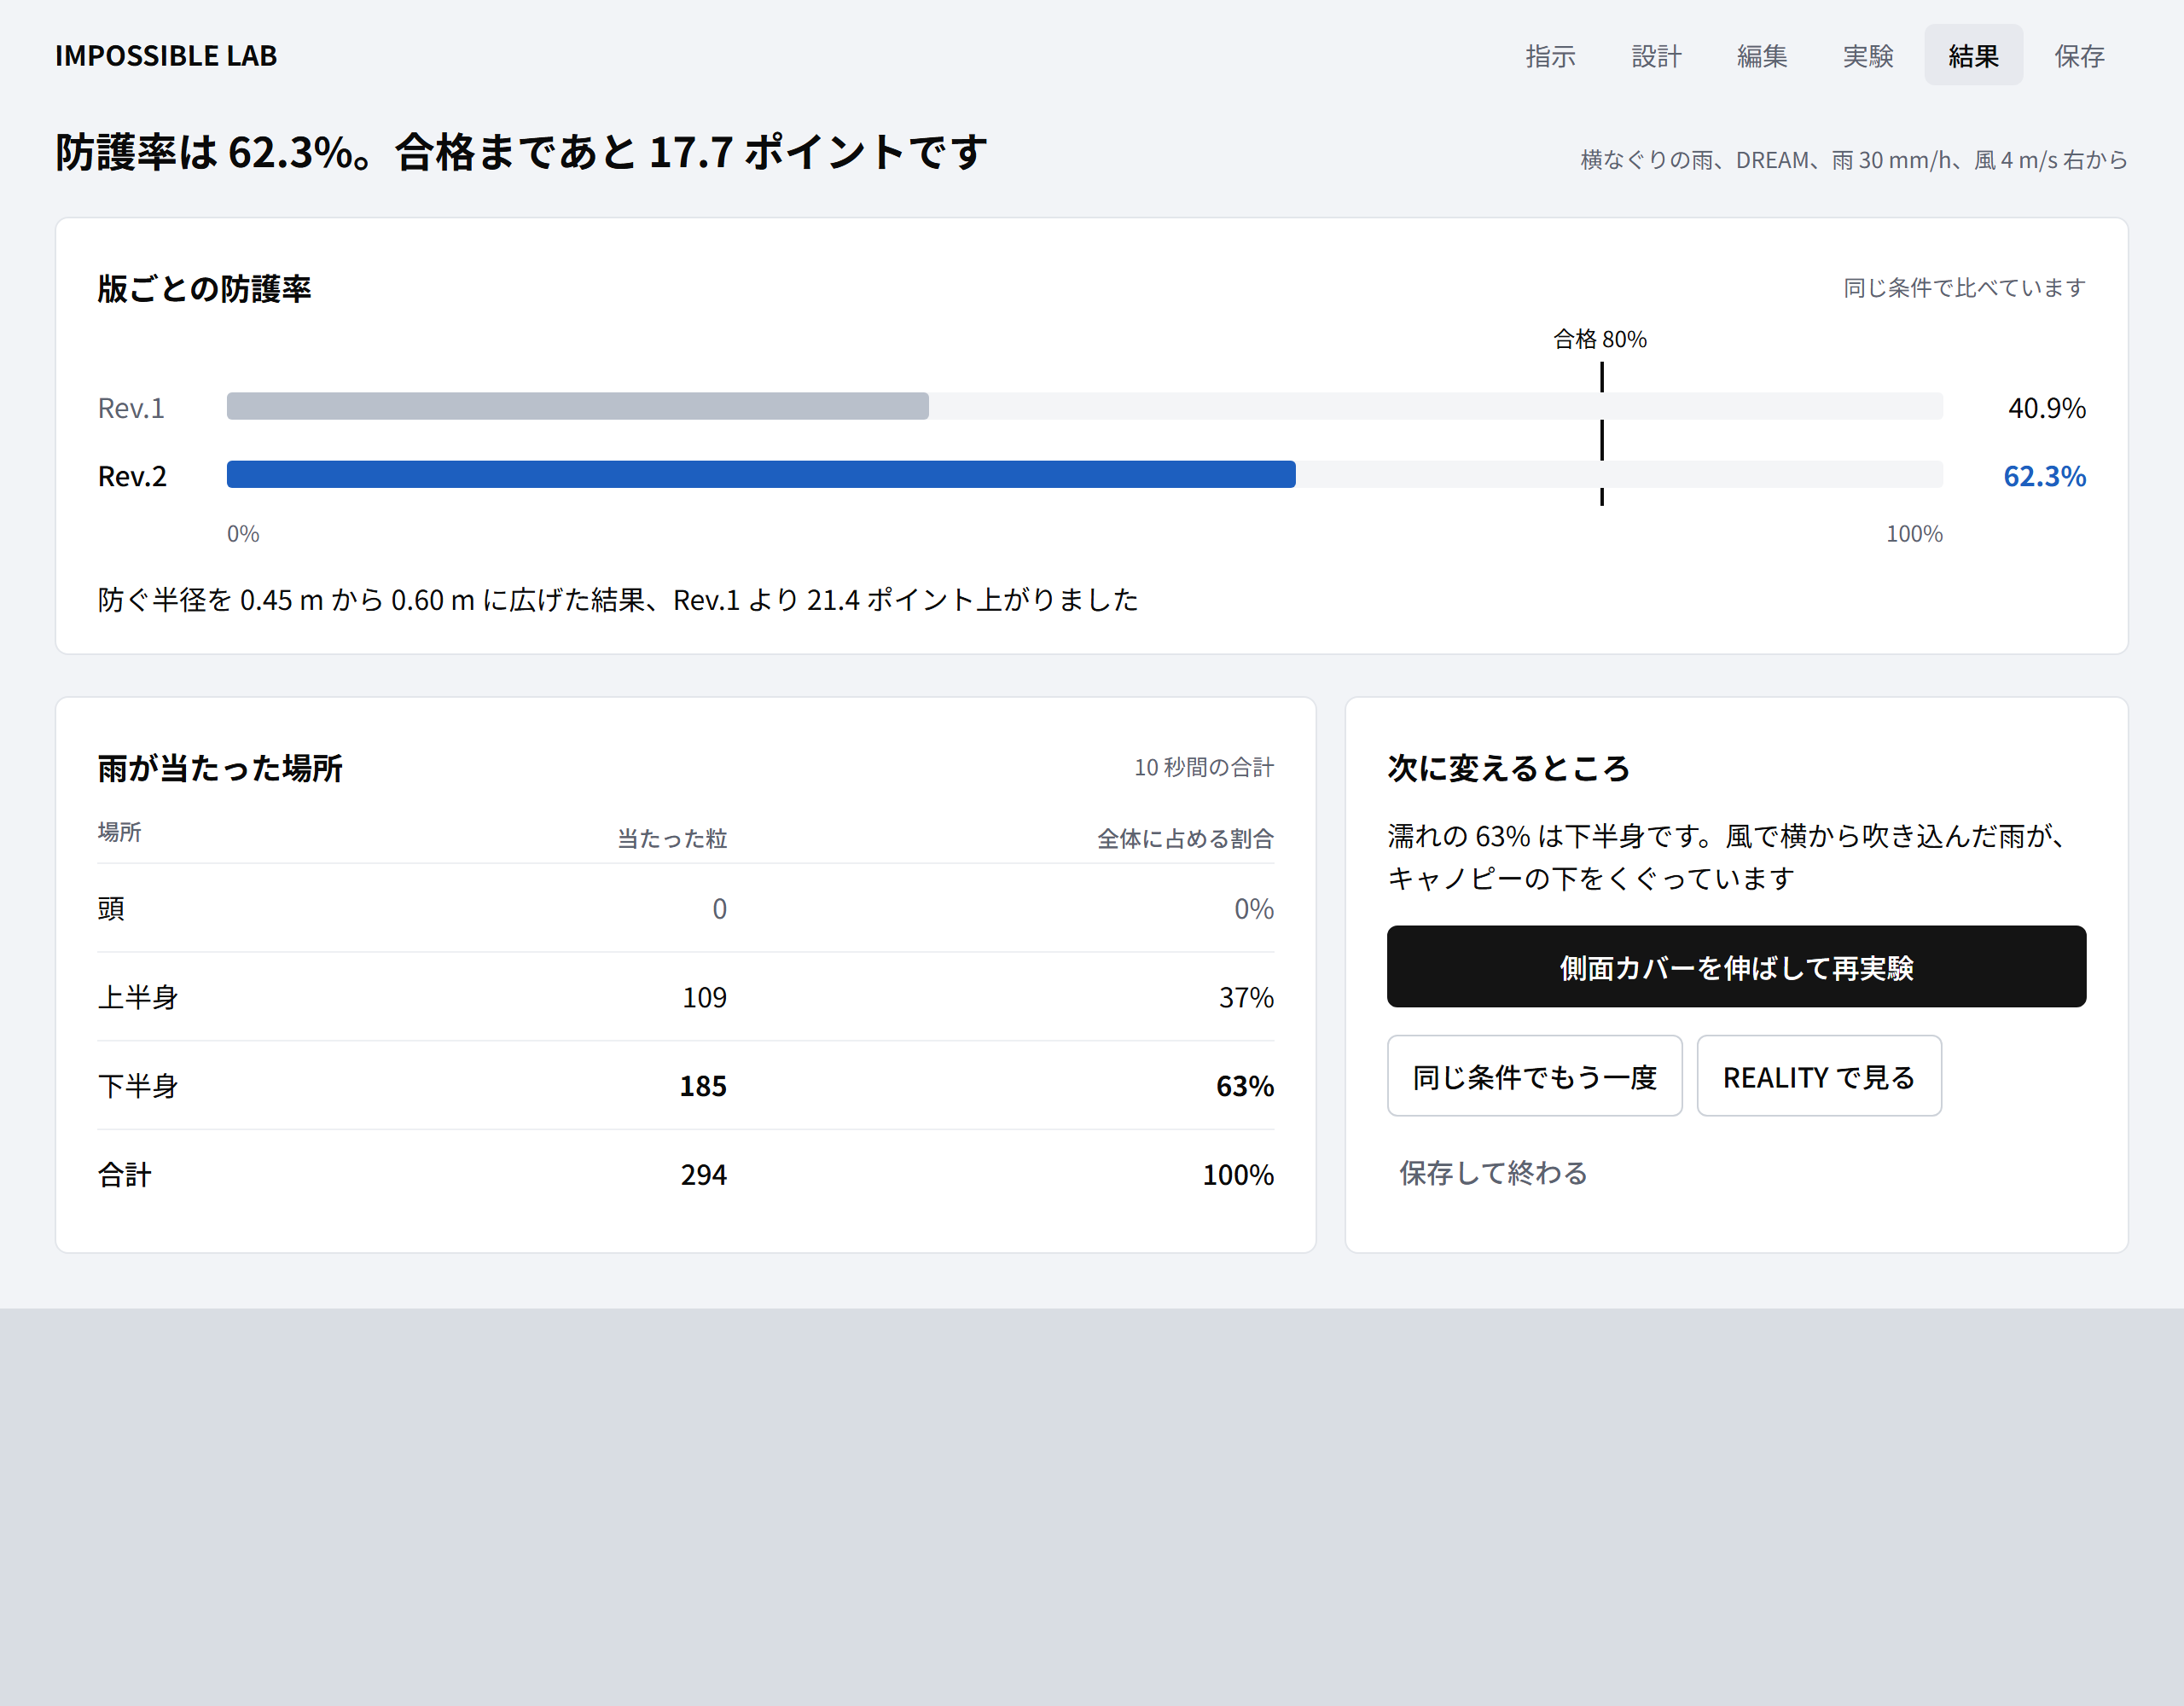 IMPOSSIBLE LAB
指示 設計 編集 実験 結果 保存
防護率は 62.3%。合格まであと 17.7 ポイントです
横なぐりの雨、DREAM、雨 30 mm/h、風 4 m/s 右から
版ごとの防護率
同じ条件で比べています
合格 80%
Rev.1 40.9%
Rev.2 62.3%
0% 100%
防ぐ半径を 0.45 m から 0.60 m に広げた結果、Rev.1 より 21.4 ポイント上がりました
雨が当たった場所
10 秒間の合計
場所 当たった粒 全体に占める割合
頭 0 0%
上半身 109 37%
下半身 185 63%
合計 294 100%
次に変えるところ
濡れの 63% は下半身です。風で横から吹き込んだ雨が、
キャノピーの下をくぐっています
側面カバーを伸ばして再実験
同じ条件でもう一度 REALITY で見る
保存して終わる